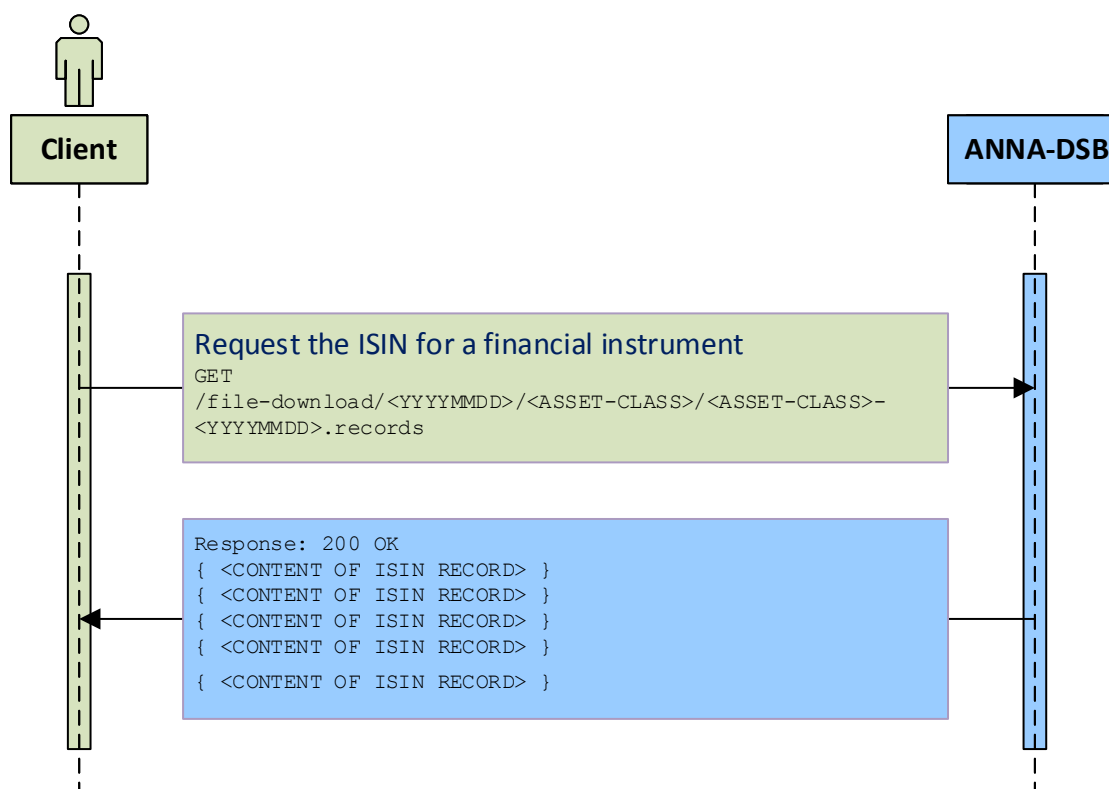 Client
ANNA-DSB
Request the ISIN for a financial instrument
GET
/file-download/<YYYYMMDD>/<ASSET-CLASS>/<ASSET-CLASS>-
<YYYYMMDD>.records
Response: 200 OK
{ <CONTENT OF ISIN RECORD> }
{ <CONTENT OF ISIN RECORD> }
{ <CONTENT OF ISIN RECORD> }
{ <CONTENT OF ISIN RECORD> }
{ <CONTENT OF ISIN RECORD> }